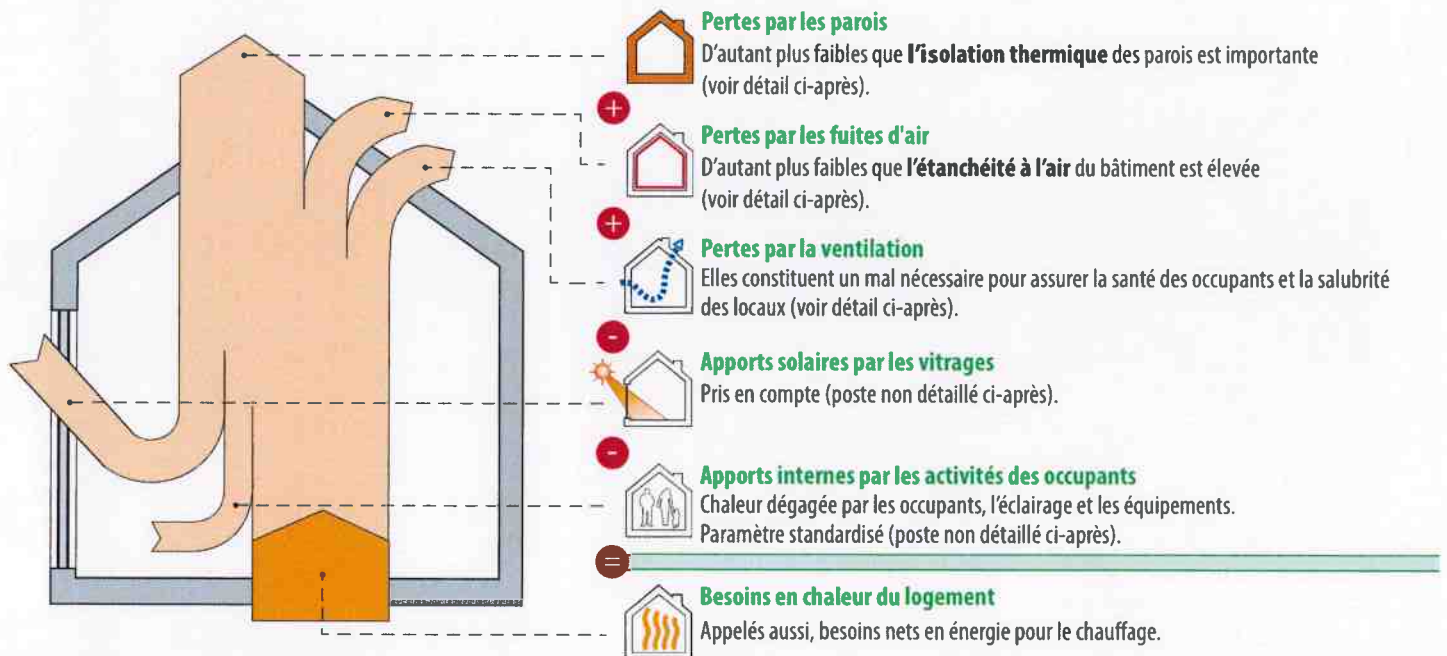 Pertes par les parois
D'autant plus faibles que l'isolation thermique des parois est importante
(voir détail ci-après).
+
Pertes par les fuites d'air
D'autant plus faibles que l'étanchéité à l'air du bâtiment est élevée
(voir détail ci-après).
+
Pertes par la ventilation
Elles constituent un mal nécessaire pour assurer la santé des occupants et la salubrité
des locaux (voir détail ci-après).
-
Apports solaires par les vitrages
Pris en compte (poste non détaillé ci-après).
-
Apports internes par les activités des occupants
Chaleur dégagée par les occupants, l'éclairage et les équipements.
Paramètre standardisé (poste non détaillé ci-après).
=
Besoins en chaleur du logement
Appelés aussi, besoins nets en énergie pour le chauffage.